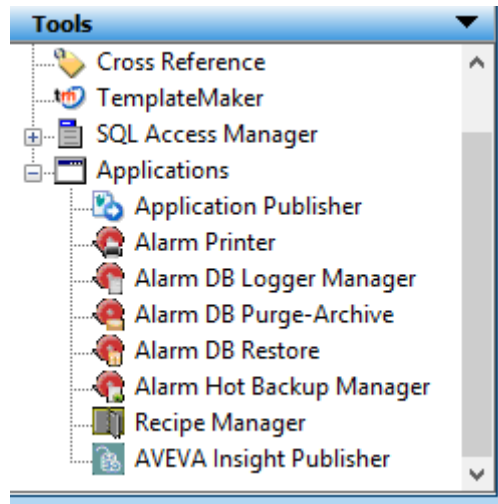 Tools
Cross Reference
TemplateMaker
SQL Access Manager
Applications
Application Publisher
Alarm Printer
Alarm DB Logger Manager
Alarm DB Purge-Archive
Alarm DB Restore
Alarm Hot Backup Manager
Recipe Manager
AVEVA Insight Publisher